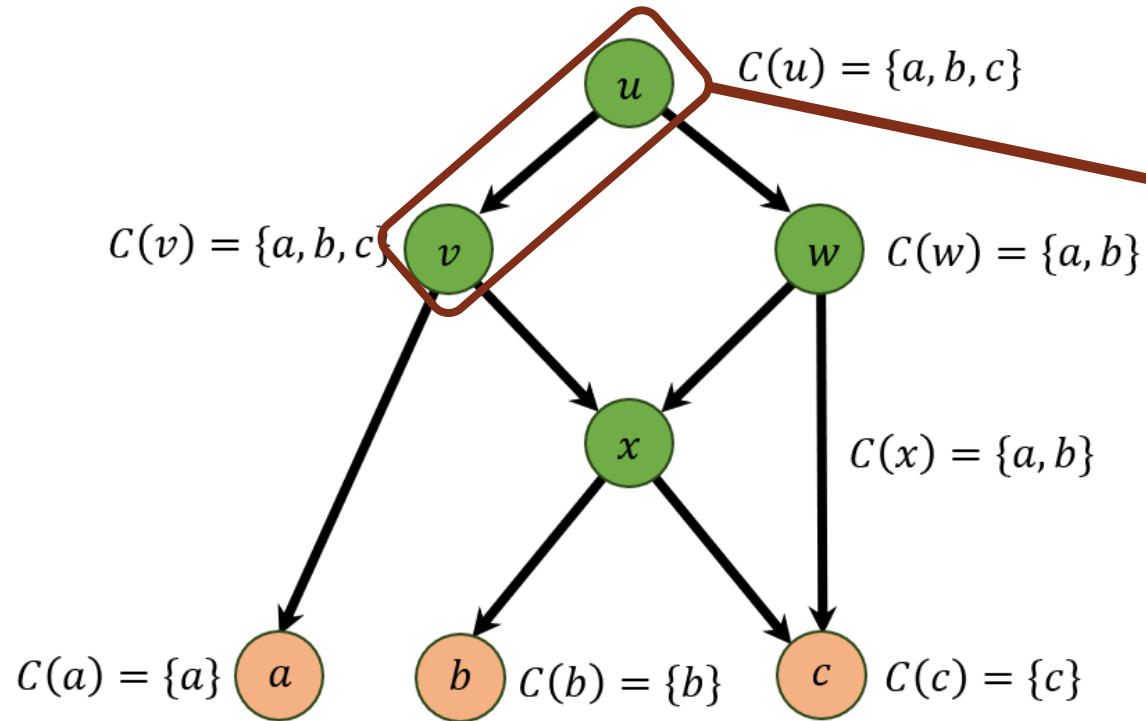 u
C(u) = {a, b, c}
C(v) = {a, b, c}
v
w
C(w) = {a, b}
x
C(x) = {a, b}
C(a) = {a}
a
b
C(b) = {b}
c
C(c) = {c}